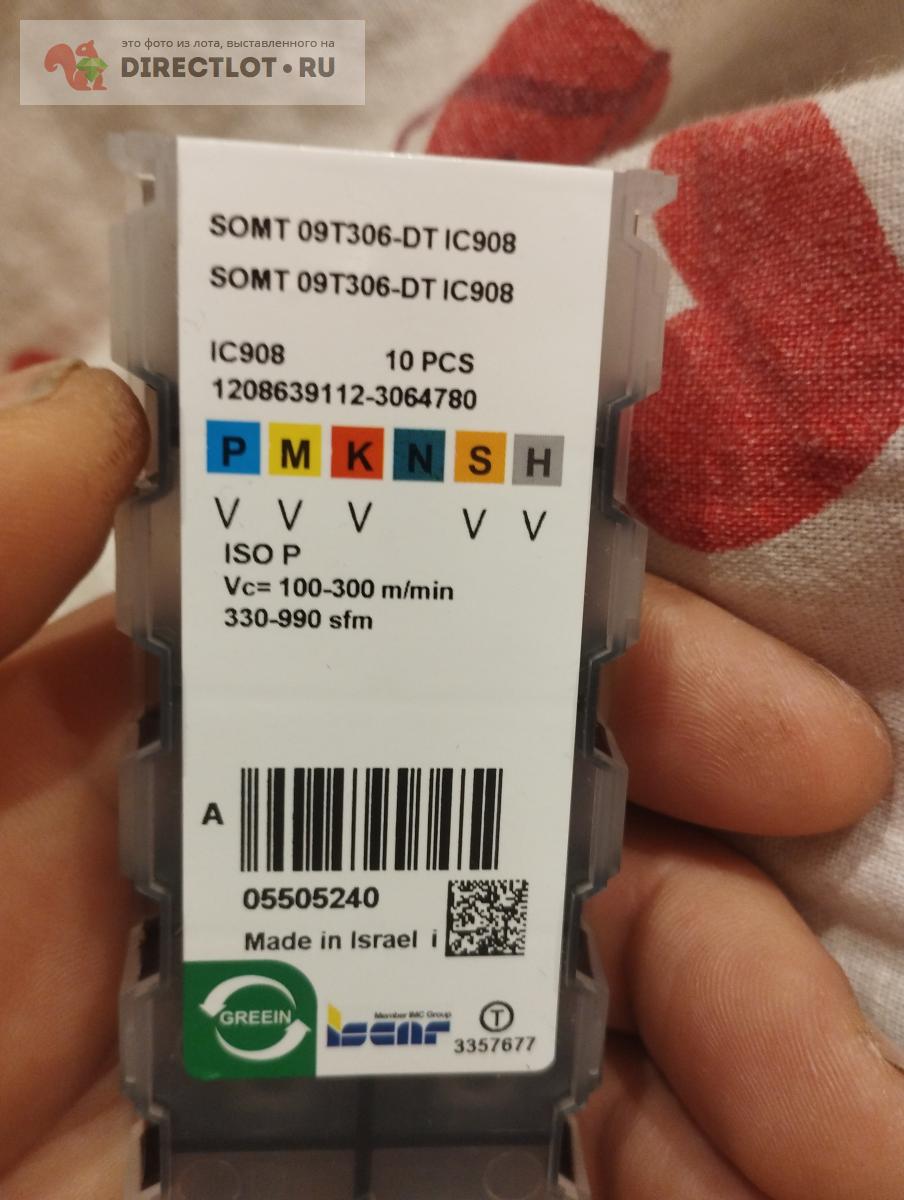 это фото из лота, выставленного на
DIRECTLOT•RU
SOMT 09T306-DT IC908
SOMT 09T306-DT IC908
IC908 10 PCS
1208639112-3064780
P M K N S H
V V V V V
ISO P
Vc= 100-300 m/min
330-990 sfm
A
05505240
Made in Israel i
GREEIN
Member IMC Group
iscar
T
3357677